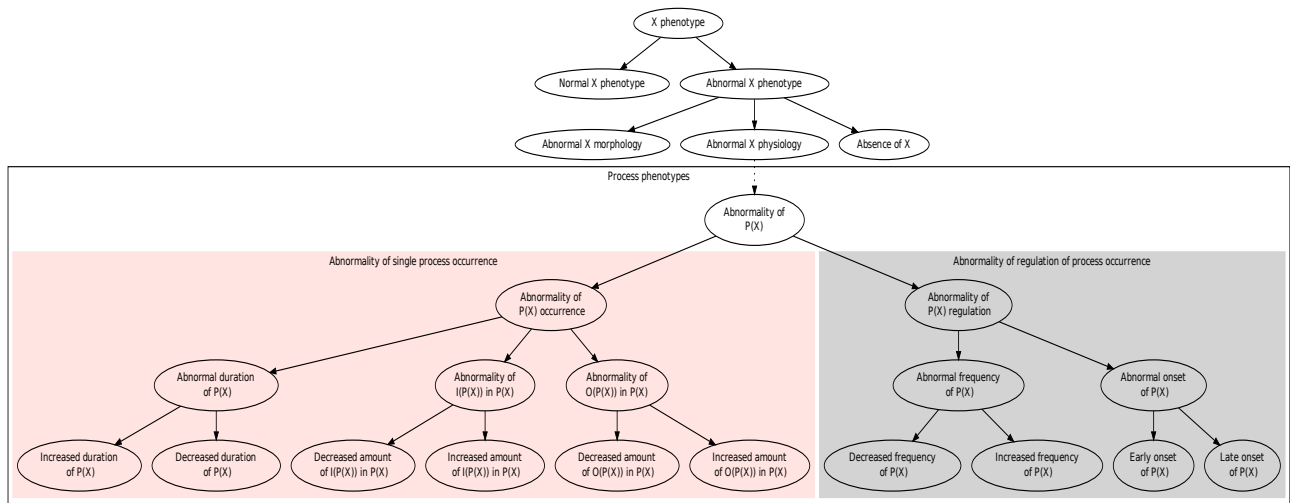 X phenotype
Normal X phenotype
Abnormal X phenotype
Abnormal X morphology
Abnormal X physiology
Absence of X
Process phenotypes
Abnormality of
P(X)
Abnormality of single process occurrence
Abnormality of regulation of process occurrence
Abnormality of
P(X) occurrence
Abnormality of
P(X) regulation
Abnormal duration
of P(X)
Abnormality of
I(P(X)) in P(X)
Abnormality of
O(P(X)) in P(X)
Abnormal frequency
of P(X)
Abnormal onset
of P(X)
Increased duration
of P(X)
Decreased duration
of P(X)
Decreased amount
of I(P(X)) in P(X)
Increased amount
of I(P(X)) in P(X)
Decreased amount
of O(P(X)) in P(X)
Increased amount
of O(P(X)) in P(X)
Decreased frequency
of P(X)
Increased frequency
of P(X)
Early onset
of P(X)
Late onset
of P(X)